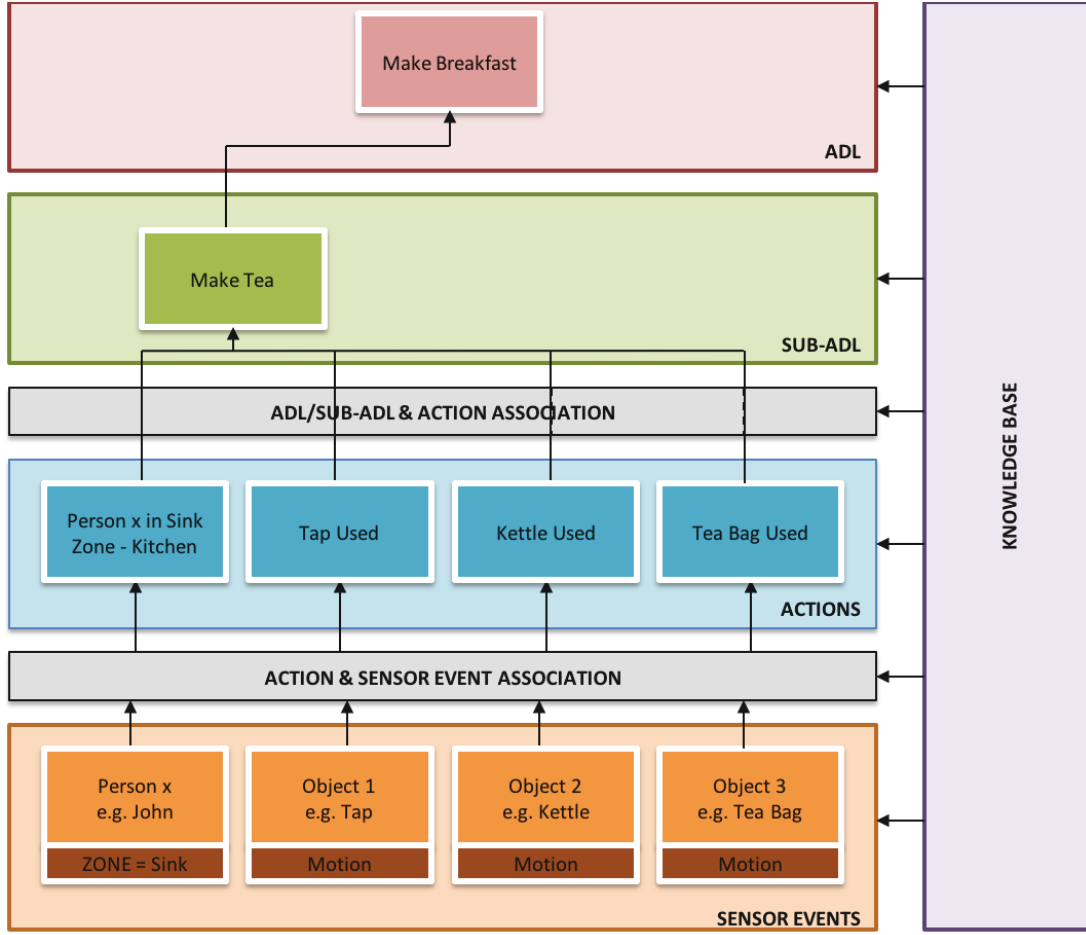 Make Breakfast
ADL
Make Tea
SUB-ADL
ADL/SUB-ADL & ACTION ASSOCIATION
Person x in Sink
Zone - Kitchen
Tap Used
Kettle Used
Tea Bag Used
ACTIONS
ACTION & SENSOR EVENT ASSOCIATION
Person x
e.g. John
ZONE = Sink
Object 1
e.g. Tap
Motion
Object 2
e.g. Kettle
Motion
Object 3
e.g. Tea Bag
Motion
SENSOR EVENTS
KNOWLEDGE BASE